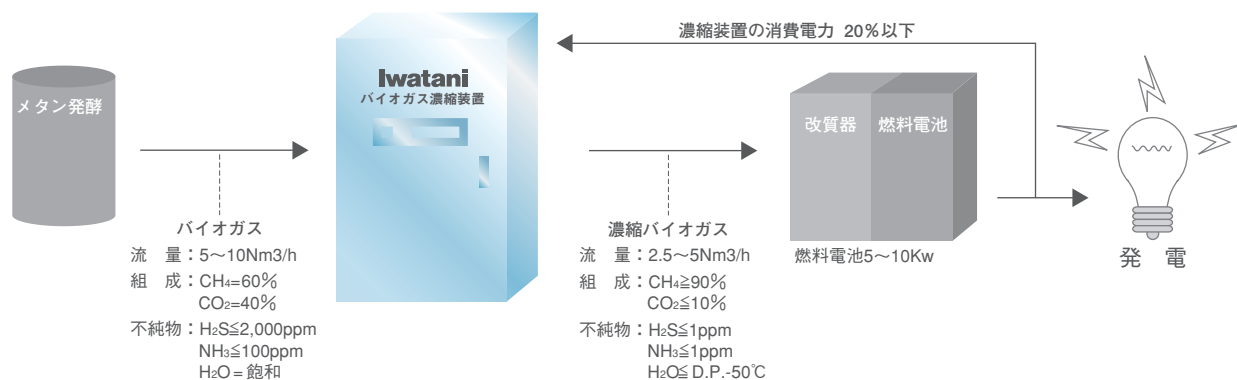 濃縮装置の消費電力 20%以下
メタン発酵
Iwatani
バイオガス濃縮装置
改質器
燃料電池
バイオガス
流　量：5〜10Nm3/h
組　成：CH4=60%
CO2=40%
不純物：H2S≦2,000ppm
NH3≦100ppm
H2O＝飽和
濃縮バイオガス
流　量：2.5〜5Nm3/h
組　成：CH4≧90%
CO2≦10%
不純物：H2S≦1ppm
NH3≦1ppm
H2O≦D.P.-50℃
燃料電池5〜10Kw
発　電